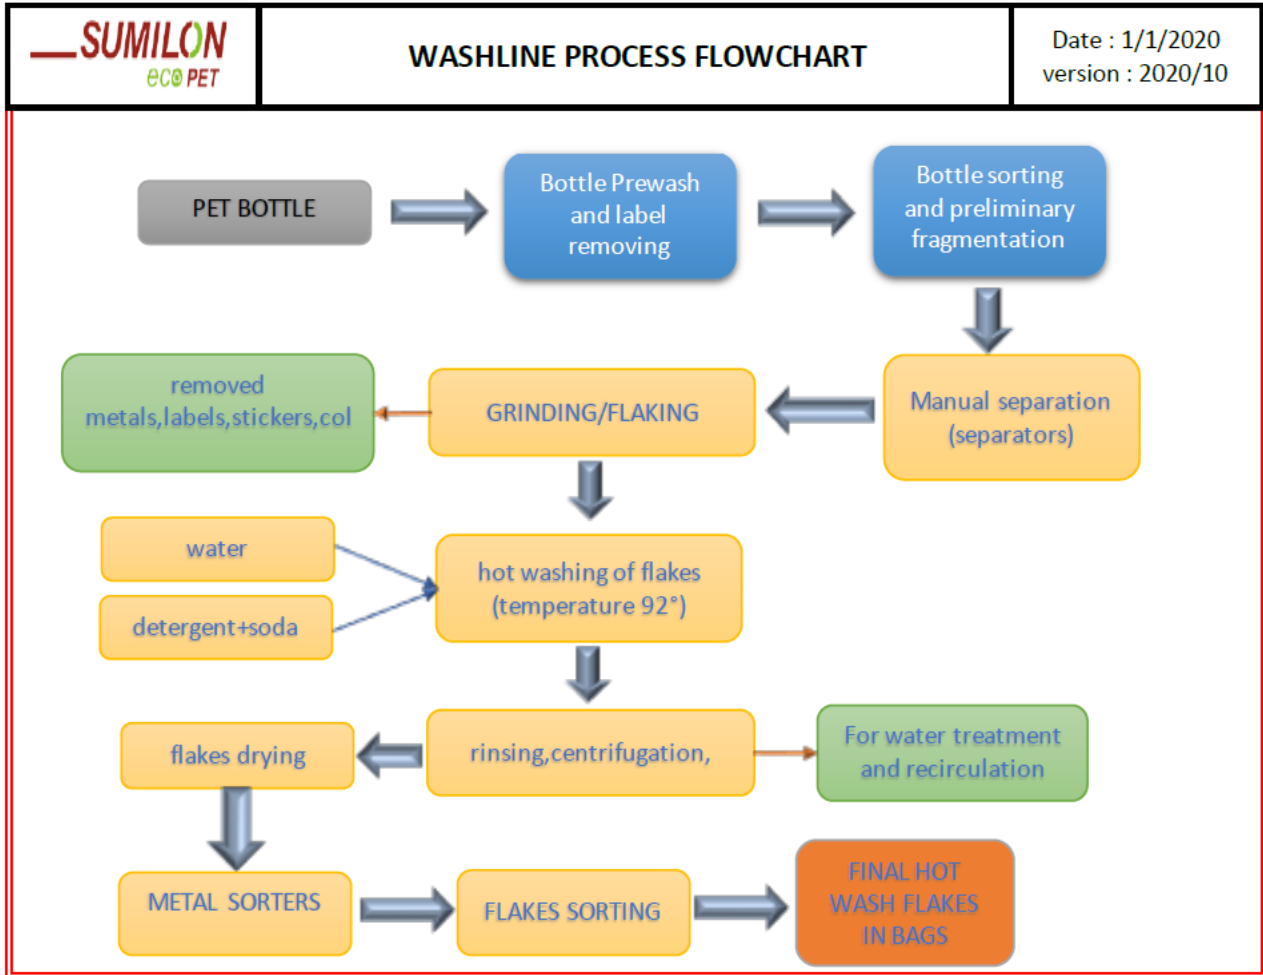 SUMILON
eco PET
WASHLINE PROCESS FLOWCHART
Date : 1/1/2020
version : 2020/10
PET BOTTLE
Bottle Prewash
and label
removing
Bottle sorting
and preliminary
fragmentation
removed
metals,labels,stickers,col
GRINDING/FLAKING
Manual separation
(separators)
water
detergent+soda
hot washing of flakes
(temperature 92°)
flakes drying
rinsing,centrifugation,
For water treatment
and recirculation
METAL SORTERS
FLAKES SORTING
FINAL HOT
WASH FLAKES
IN BAGS